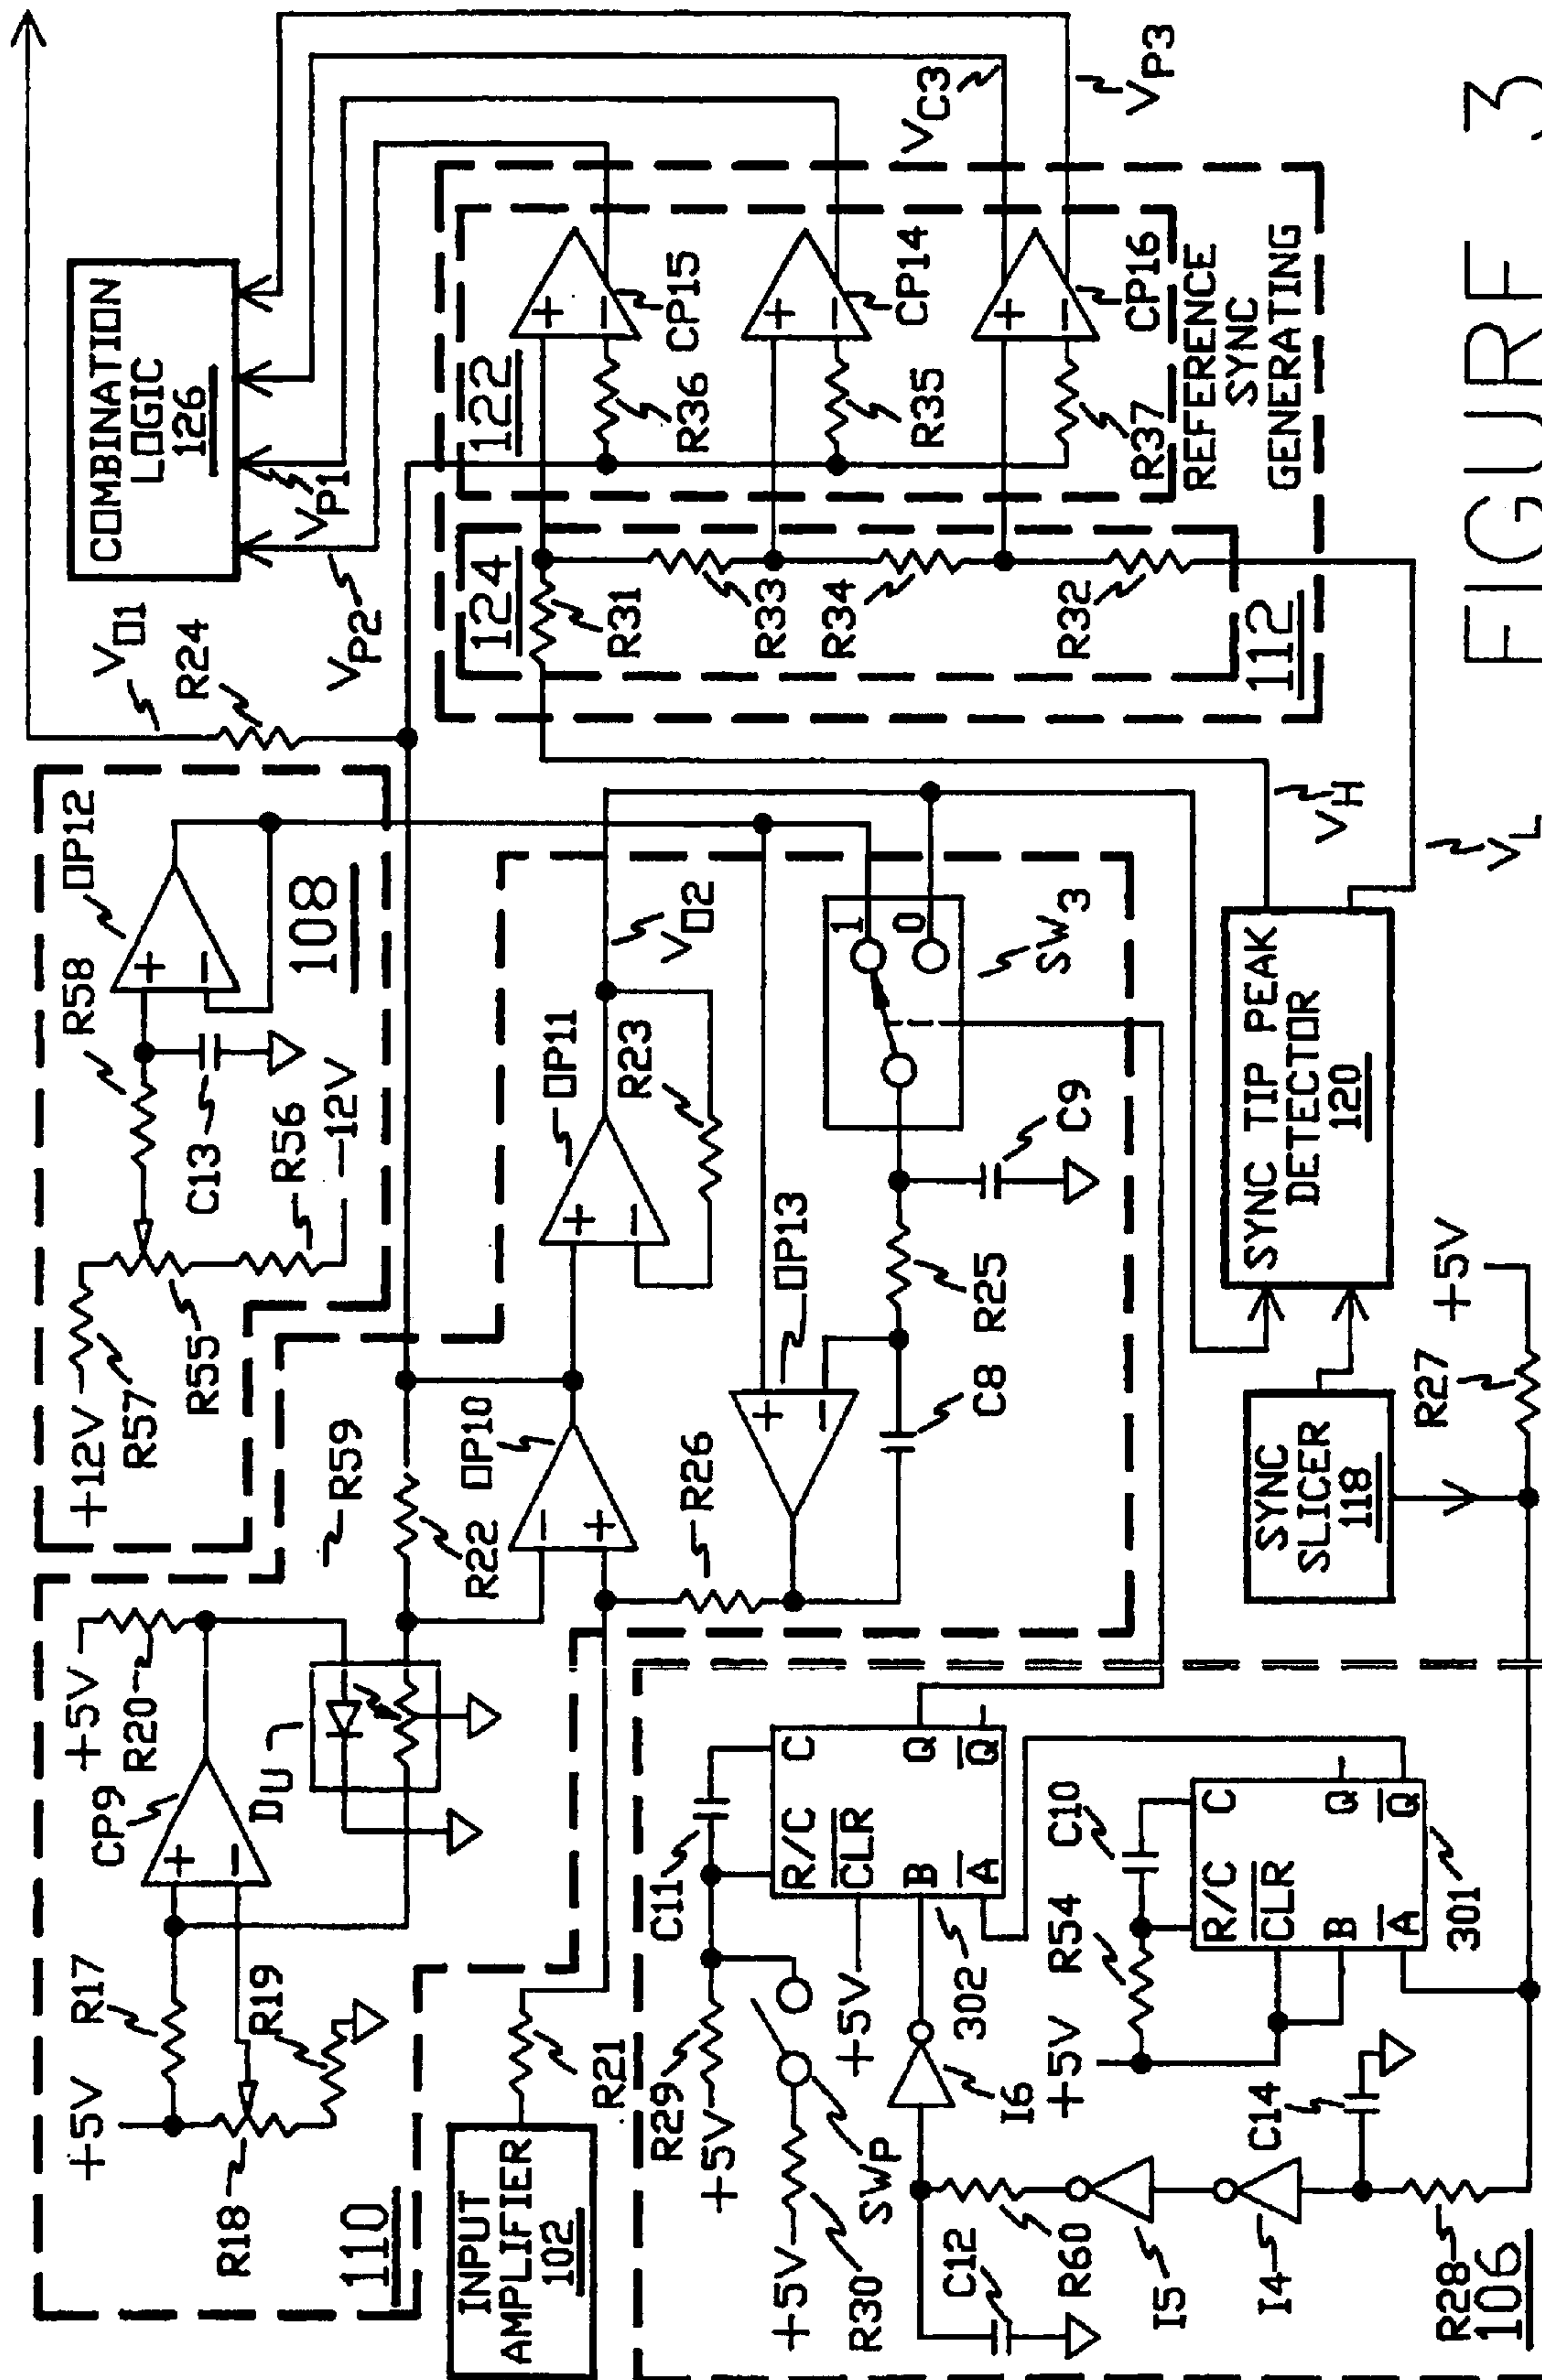 +5V
R17
CP9
+5V
R20
R18
R19
DU
110
+12V
R57
R55
R56
-12V
C13
R58
OP12
108
R59
R22
OP10
VO1
R24
COMBINATION
LOGIC
126
VP2
VP1
INPUT
AMPLIFIER
102
R21
R26
OP13
C8
R25
C9
OP11
R23
VO2
SW3
1
0
124
R31
R33
R34
R32
112
122
R36
R35
R37
CP15
CP14
CP16
REFERENCE
SYNC
GENERATING
VC3
VP3
+5V
R29
C11
+5V
R30
SWP
+5V
R/C
C
CLR
B
Q
A
Q
302
I6
C12
R60
I5
I4
R28
106
C14
+5V
R54
C10
R/C
C
CLR
B
Q
A
Q
301
SYNC
SLICER
118
R27
+5V
SYNC TIP PEAK
DETECTOR
120
VH
VL
FIGURE 3